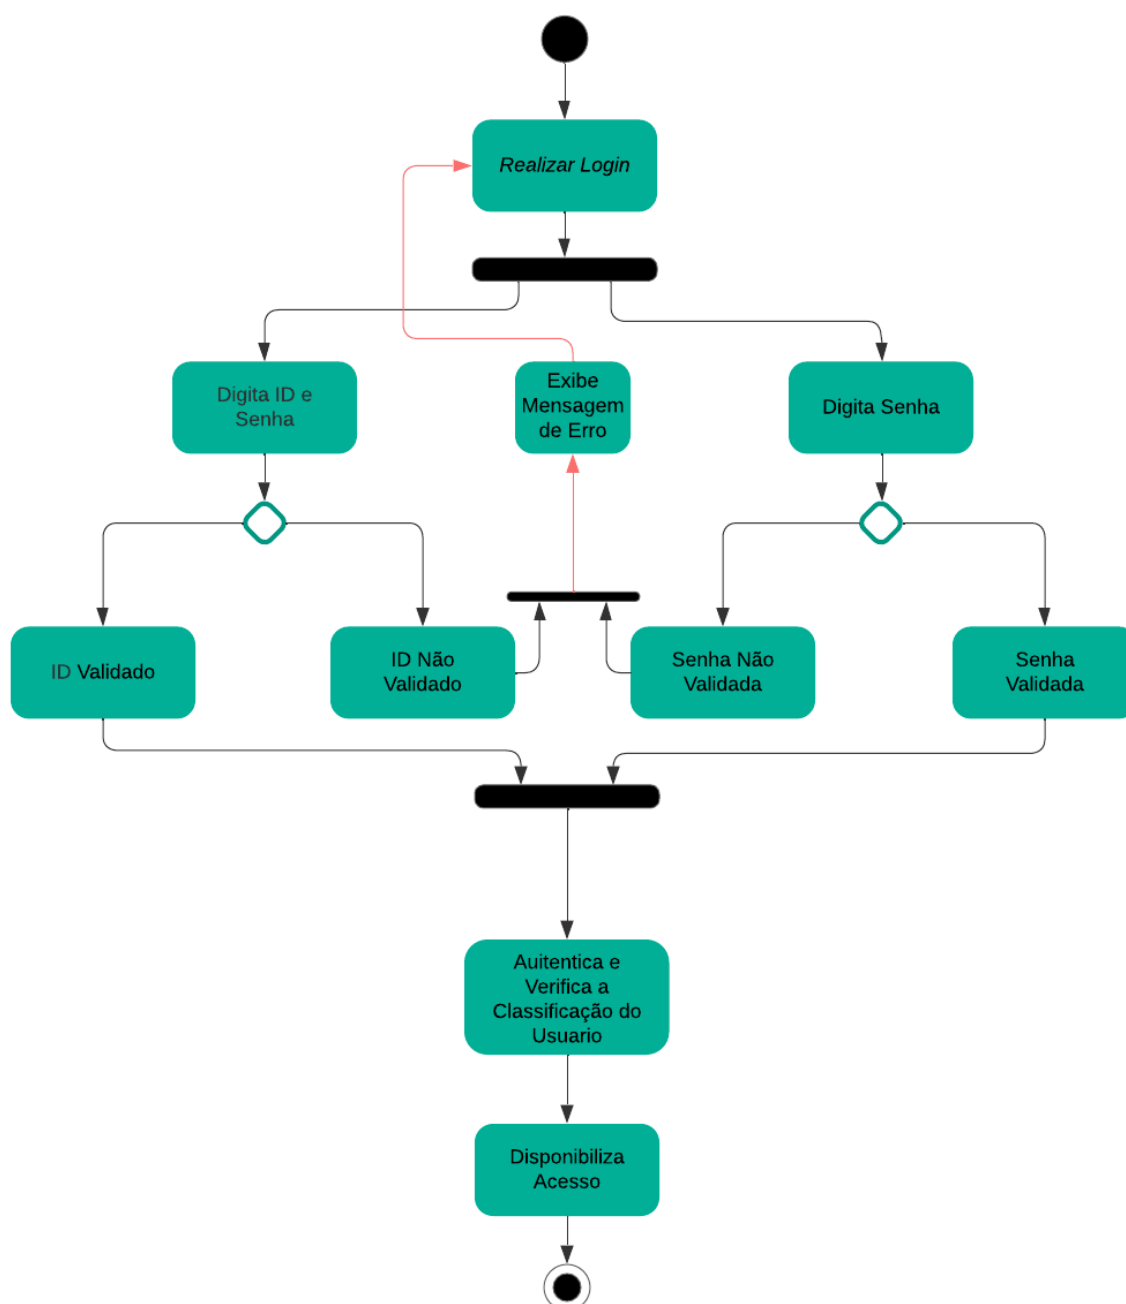 Realizar Login
Digita ID e
Senha
Exibe
Mensagem
de Erro
Digita Senha
ID Validado
ID Não
Validado
Senha Não
Validada
Senha
Validada
Auitentica e
Verifica a
Classificação do
Usuario
Disponibiliza
Acesso